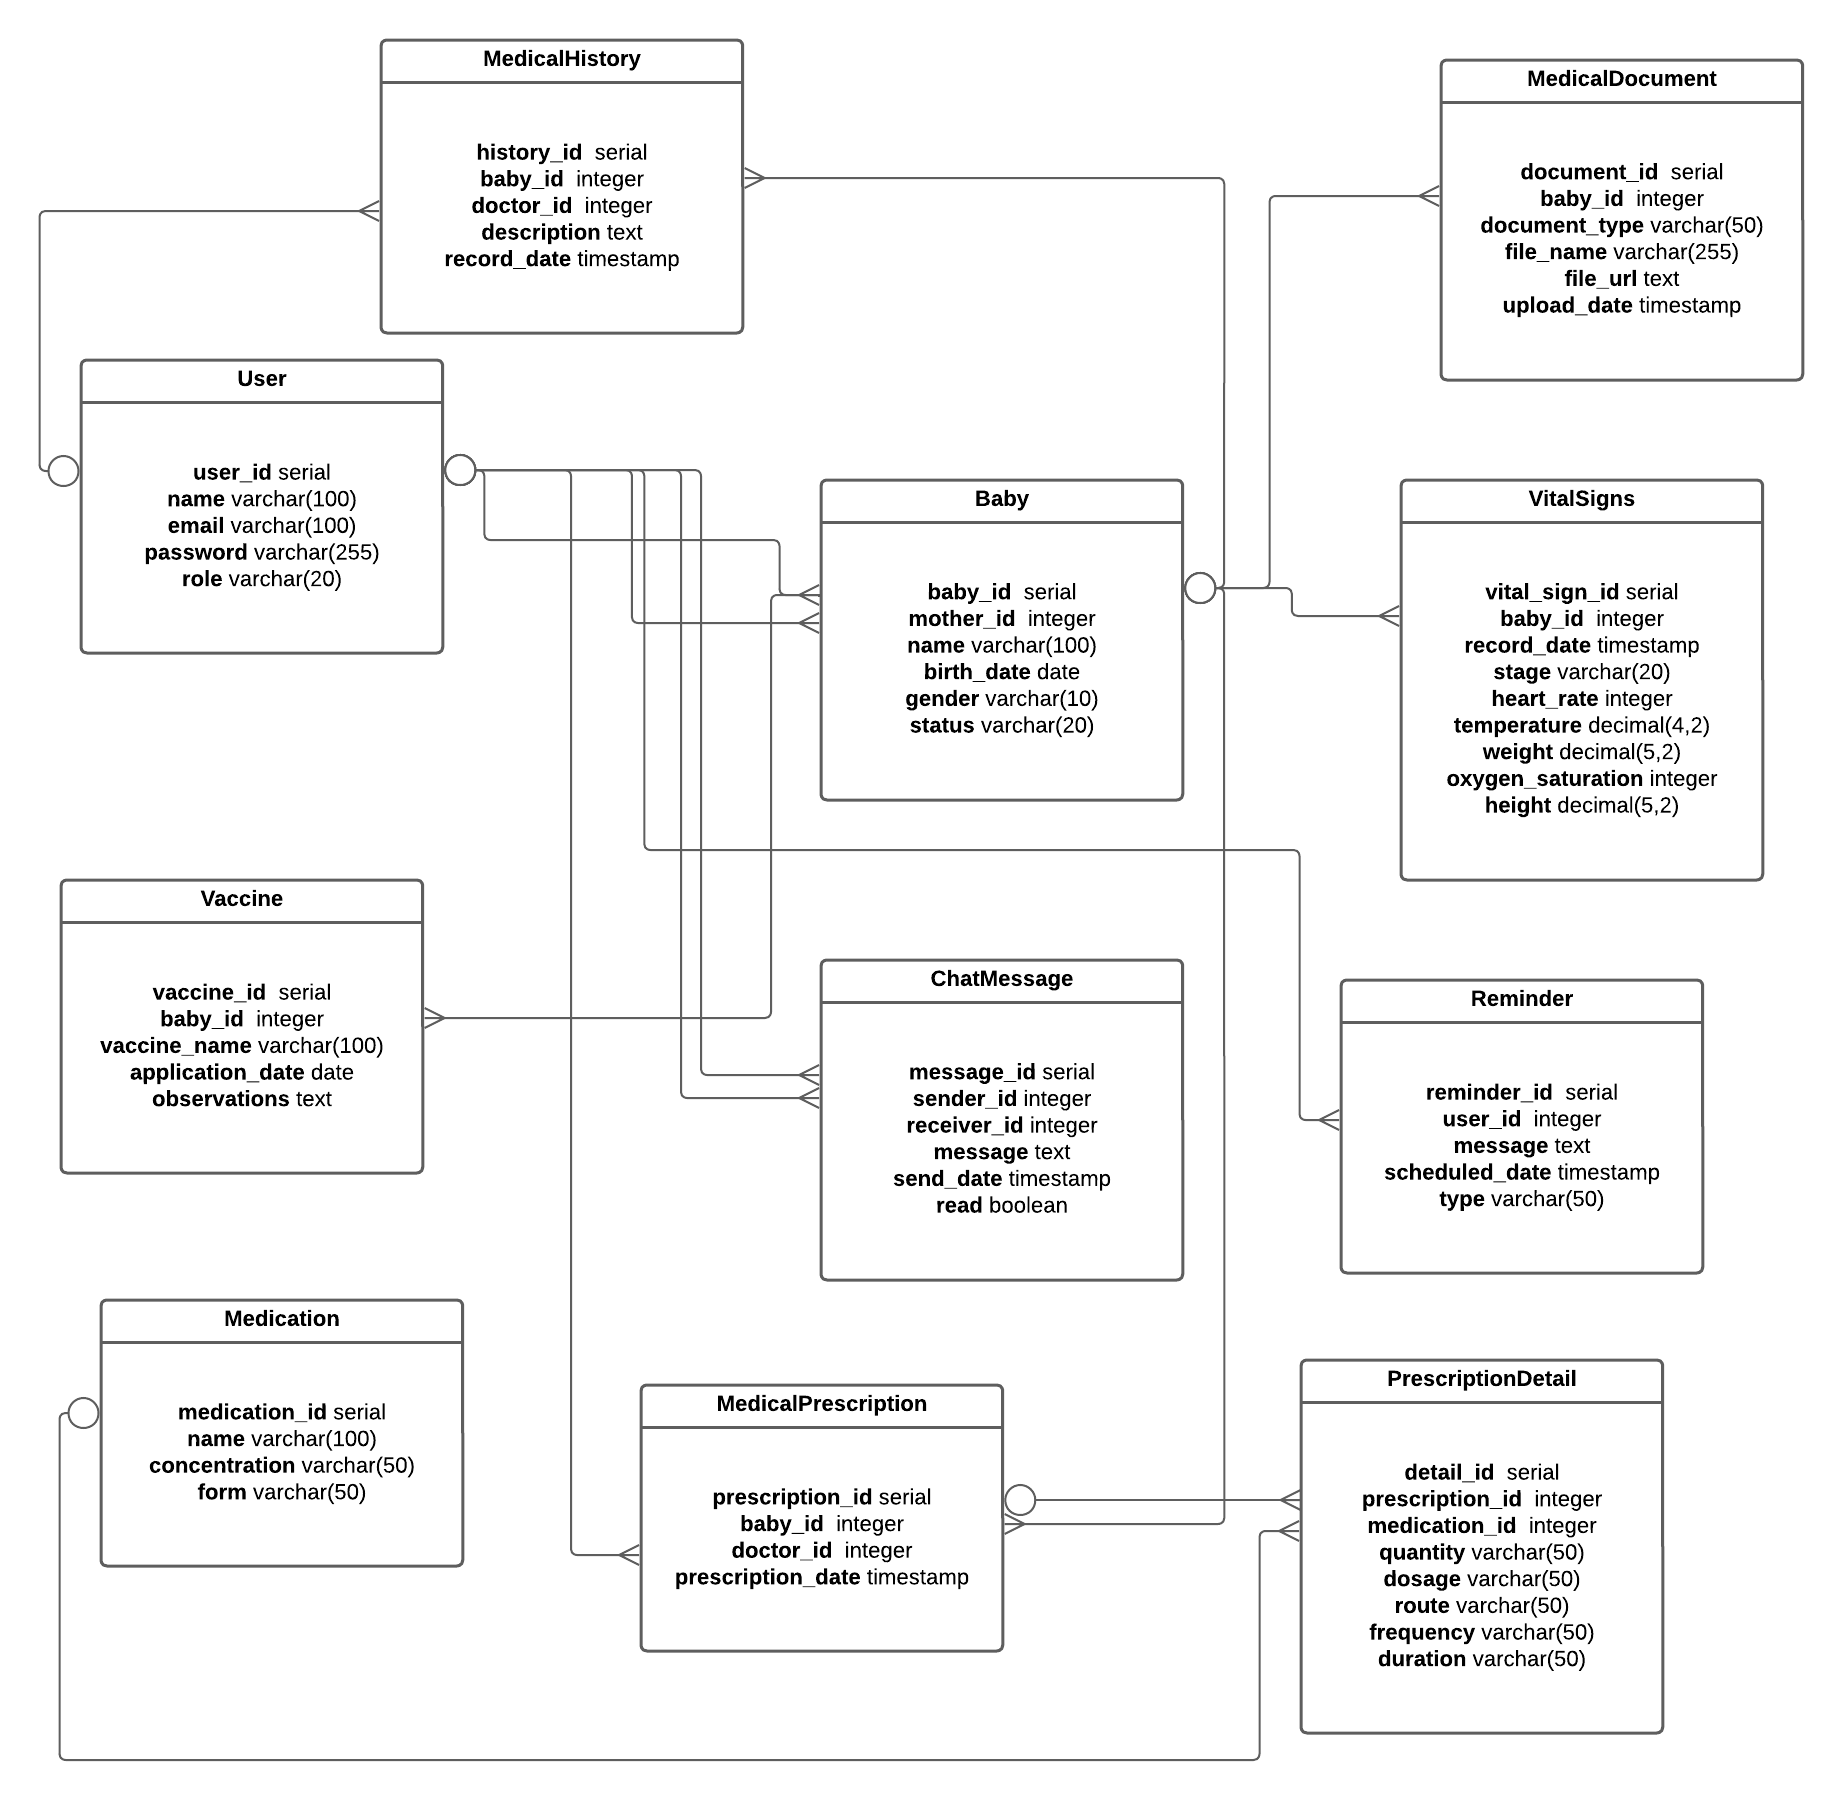 MedicalHistory
history_id serial
baby_id integer
doctor_id integer
description text
record_date timestamp
MedicalDocument
document_id serial
baby_id integer
document_type varchar(50)
file_name varchar(255)
file_url text
upload_date timestamp
User
user_id serial
name varchar(100)
email varchar(100)
password varchar(255)
role varchar(20)
Baby
baby_id serial
mother_id integer
name varchar(100)
birth_date date
gender varchar(10)
status varchar(20)
VitalSigns
vital_sign_id serial
baby_id integer
record_date timestamp
stage varchar(20)
heart_rate integer
temperature decimal(4,2)
weight decimal(5,2)
oxygen_saturation integer
height decimal(5,2)
Vaccine
vaccine_id serial
baby_id integer
vaccine_name varchar(100)
application_date date
observations text
ChatMessage
message_id serial
sender_id integer
receiver_id integer
message text
send_date timestamp
read boolean
Reminder
reminder_id serial
user_id integer
message text
scheduled_date timestamp
type varchar(50)
Medication
medication_id serial
name varchar(100)
concentration varchar(50)
form varchar(50)
MedicalPrescription
prescription_id serial
baby_id integer
doctor_id integer
prescription_date timestamp
PrescriptionDetail
detail_id serial
prescription_id integer
medication_id integer
quantity varchar(50)
dosage varchar(50)
route varchar(50)
frequency varchar(50)
duration varchar(50)